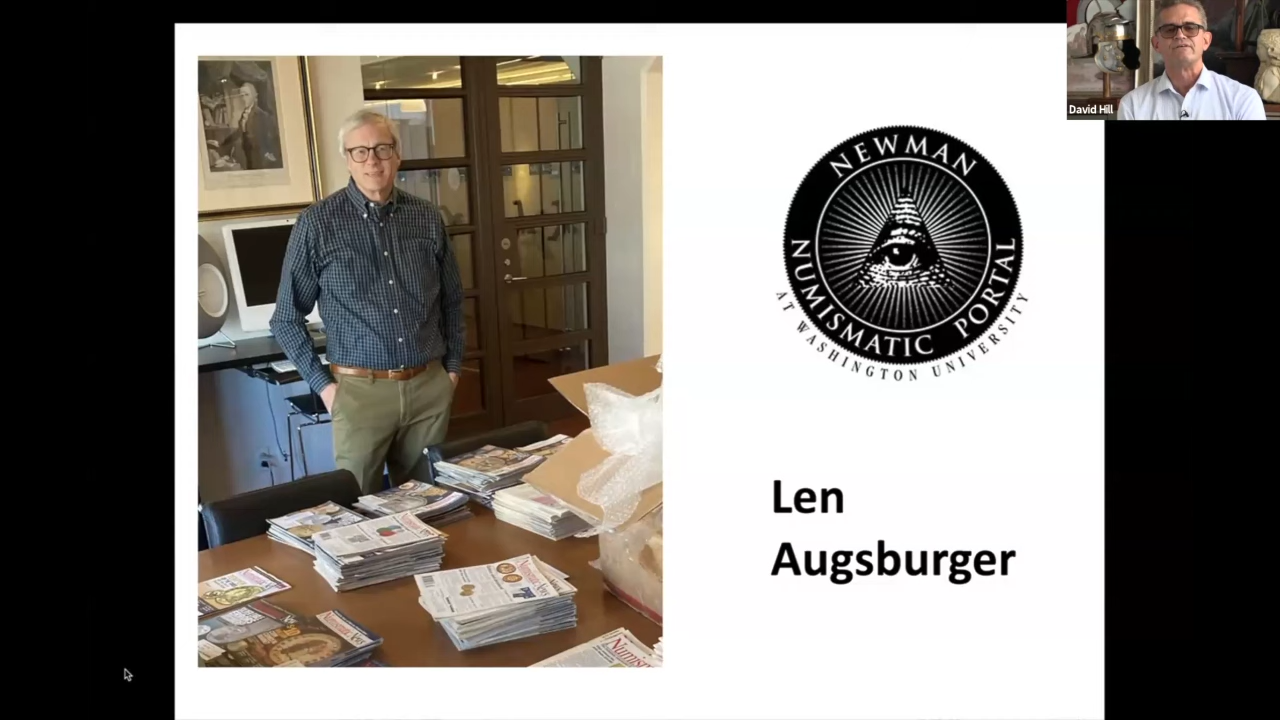 David Hill
NEWMAN
NUMISMATIC PORTAL
AT WASHINGTON UNIVERSITY
Len
Augsburger